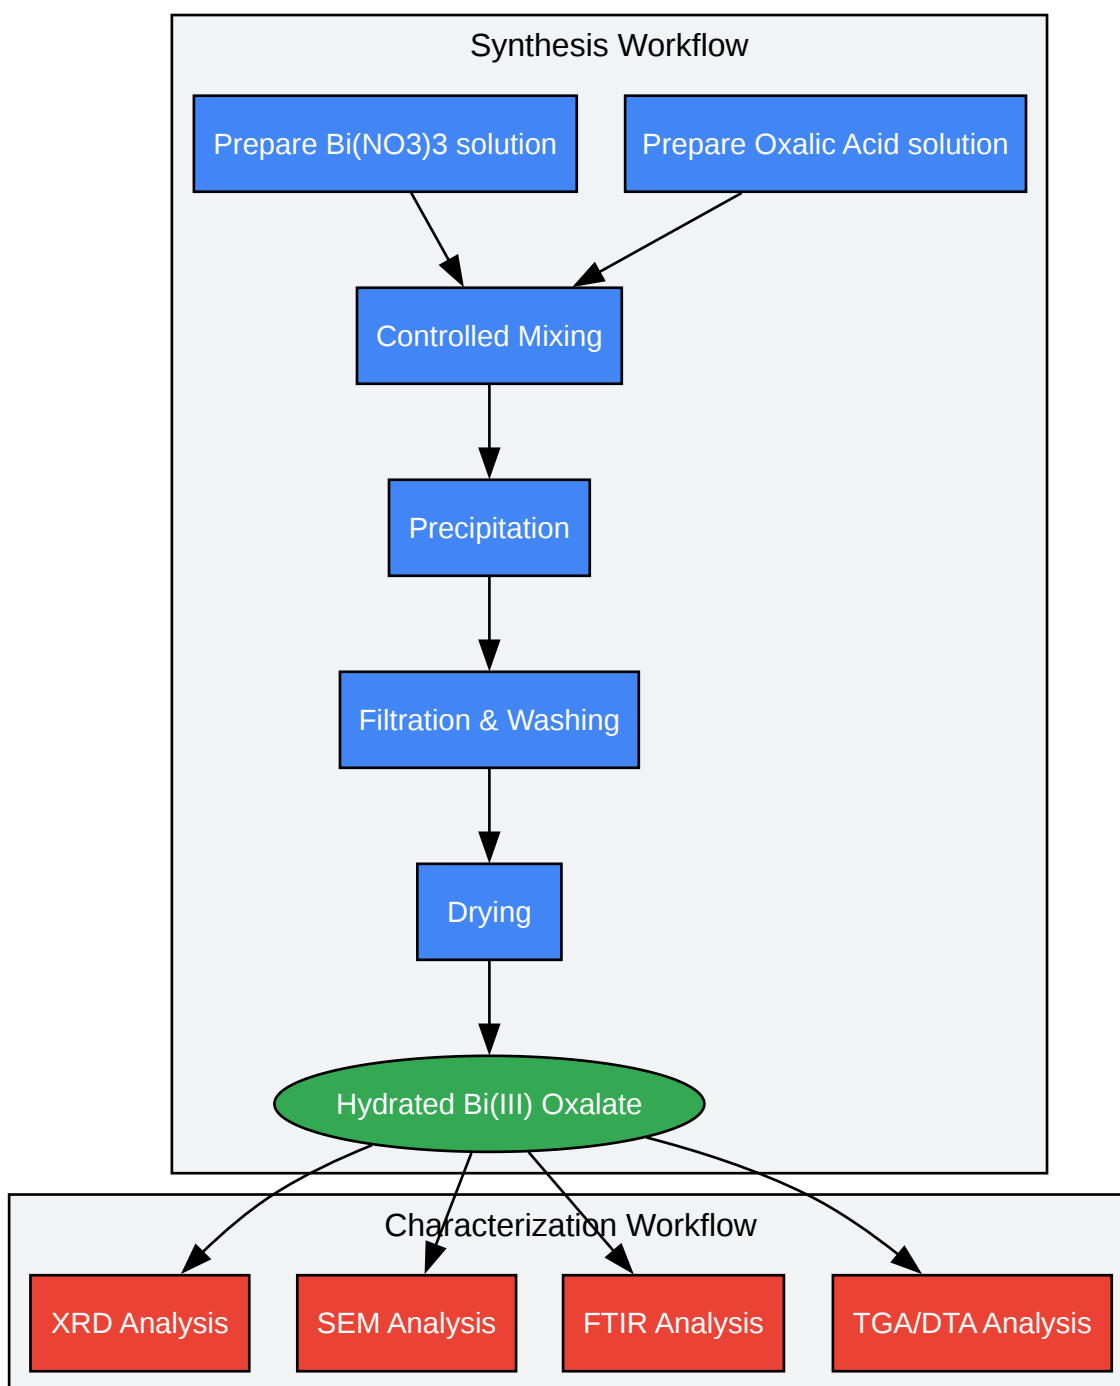 Synthesis Workflow
Prepare Bi(NO3)3 solution
Prepare Oxalic Acid solution
Controlled Mixing
Precipitation
Filtration & Washing
Drying
Hydrated Bi(III) Oxalate
Characterization Workflow
XRD Analysis
SEM Analysis
FTIR Analysis
TGA/DTA Analysis